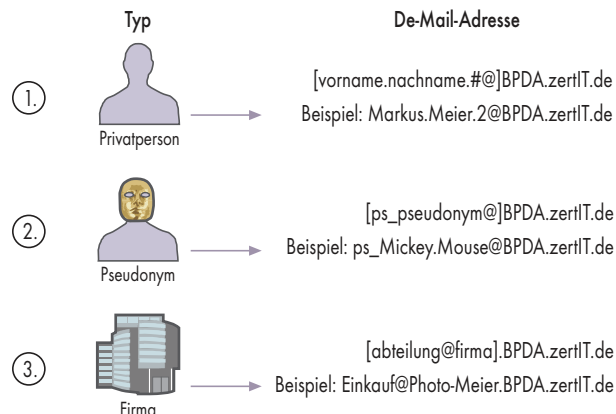 Typ De-Mail-Adresse
1.
[vorname.nachname.#@]BPDA.zertIT.de
Beispiel: Markus.Meier.2@BPDA.zertIT.de
Privatperson
2.
[ps_pseudonym@]BPDA.zertIT.de
Beispiel: ps_Mickey.Mouse@BPDA.zertIT.de
Pseudonym
3.
[abteilung@firma].BPDA.zertIT.de
Beispiel: Einkauf@Photo-Meier.BPDA.zertIT.de
Firma